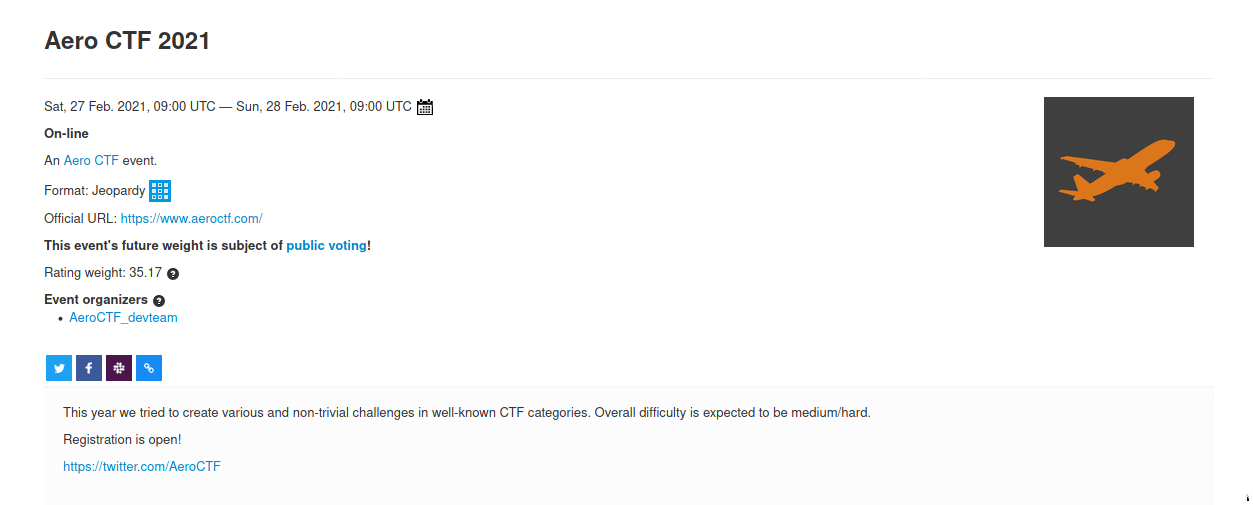 Aero CTF 2021
Sat, 27 Feb. 2021, 09:00 UTC — Sun, 28 Feb. 2021, 09:00 UTC
On-line
An Aero CTF event.
Format: Jeopardy
Official URL: https://www.aeroctf.com/
This event's future weight is subject of public voting!
Rating weight: 35.17 ?
Event organizers ?
• AeroCTF_devteam
This year we tried to create various and non-trivial challenges in well-known CTF categories. Overall difficulty is expected to be medium/hard.
Registration is open!
https://twitter.com/AeroCTF